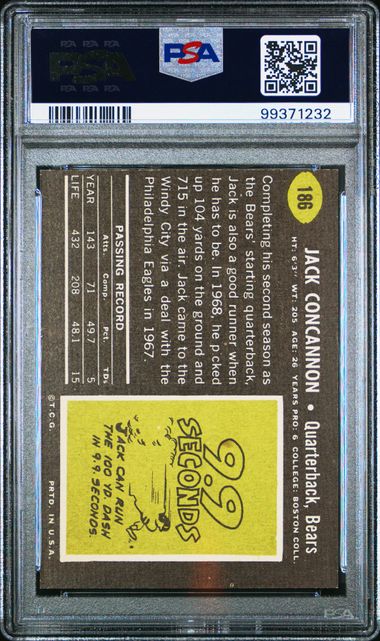 PSA
PSA
99371232
186
JACK CONCANNON • Quarterback, Bears
HT: 6'3" WT: 205 AGE: 26 YEARS PRO: 6 COLLEGE: BOSTON COLL.
Completing his second season as
the Bears' starting quarterback,
Jack is also a good runner when
he has to be. In 1968, he picked
up 104 yards on the ground and
715 in the air. Jack came to the
Windy City via a deal with the
Philadelphia Eagles in 1967.
PASSING RECORD
Atts. Comp. Pct. TDs
YEAR 143 71 49.7 5
LIFE 432 208 48.1 15
9.9
SECONDS
JACK CAN RUN
THE 100 YD. DASH
IN 9.9. SECONDS.
© T.C.G. PRTD. IN U.S.A.
PSA